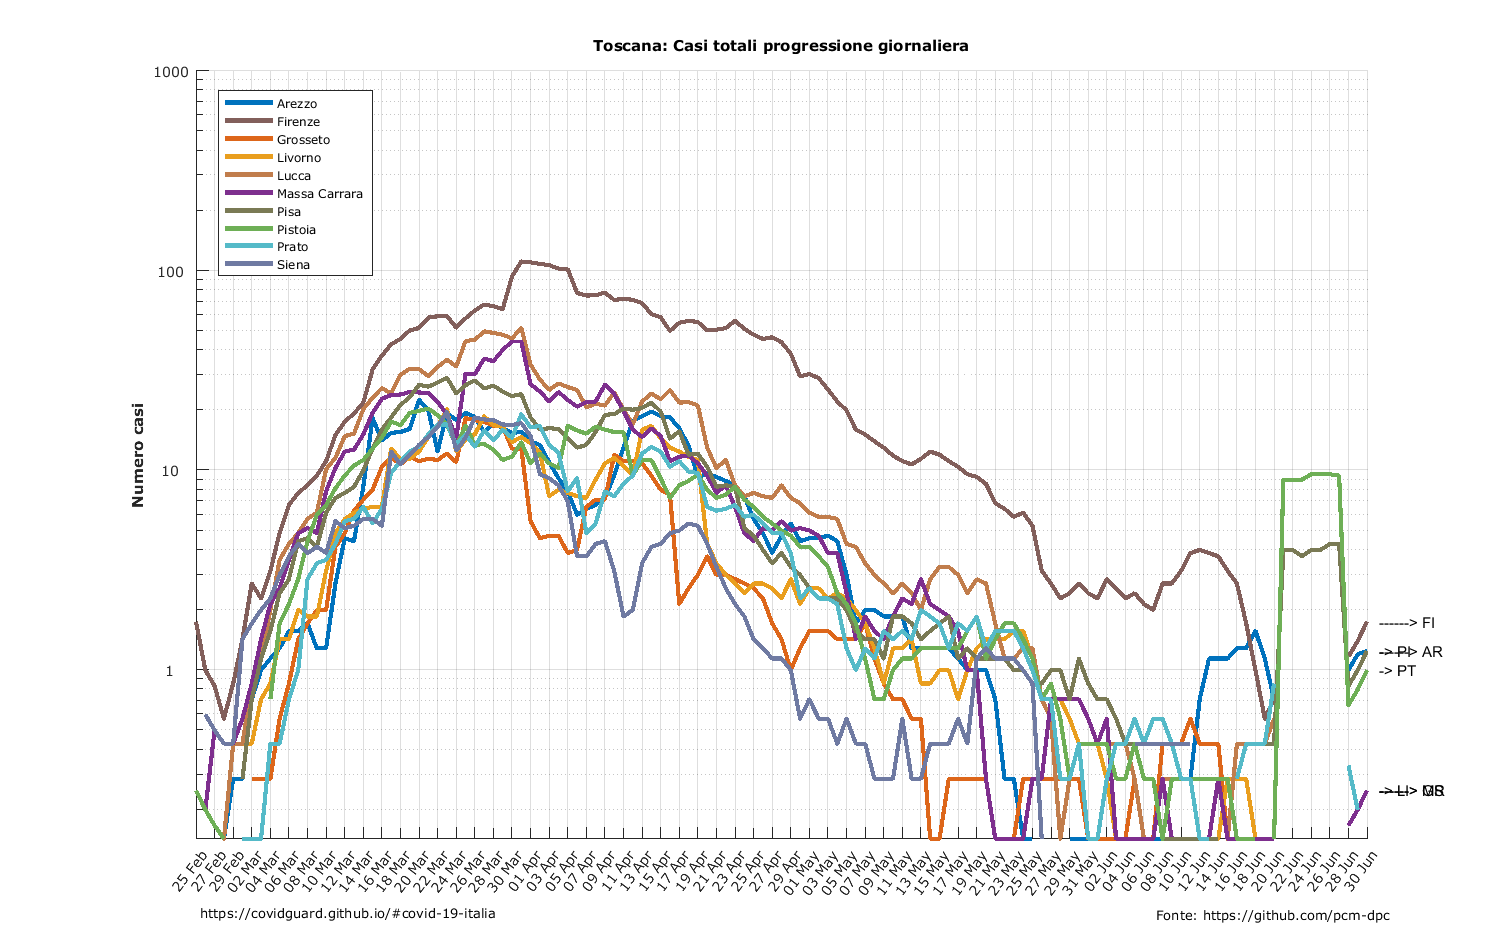 Toscana: Casi totali progressione giornaliera
Numero casi
1000
100
10
1
Arezzo
Firenze
Grosseto
Livorno
Lucca
Massa Carrara
Pisa
Pistoia
Prato
Siena
------> FI
-> AR
-> PT
25 Feb
27 Feb
29 Feb
02 Mar
04 Mar
06 Mar
08 Mar
10 Mar
12 Mar
14 Mar
16 Mar
18 Mar
20 Mar
22 Mar
24 Mar
26 Mar
28 Mar
30 Mar
01 Apr
03 Apr
05 Apr
07 Apr
09 Apr
11 Apr
13 Apr
15 Apr
17 Apr
19 Apr
21 Apr
23 Apr
25 Apr
27 Apr
29 Apr
01 May
03 May
05 May
07 May
09 May
11 May
13 May
15 May
17 May
19 May
21 May
23 May
25 May
27 May
29 May
31 May
02 Jun
04 Jun
06 Jun
08 Jun
10 Jun
12 Jun
14 Jun
16 Jun
18 Jun
20 Jun
22 Jun
24 Jun
26 Jun
28 Jun
30 Jun
https://covidguard.github.io/#covid-19-italia
Fonte: https://github.com/pcm-dpc